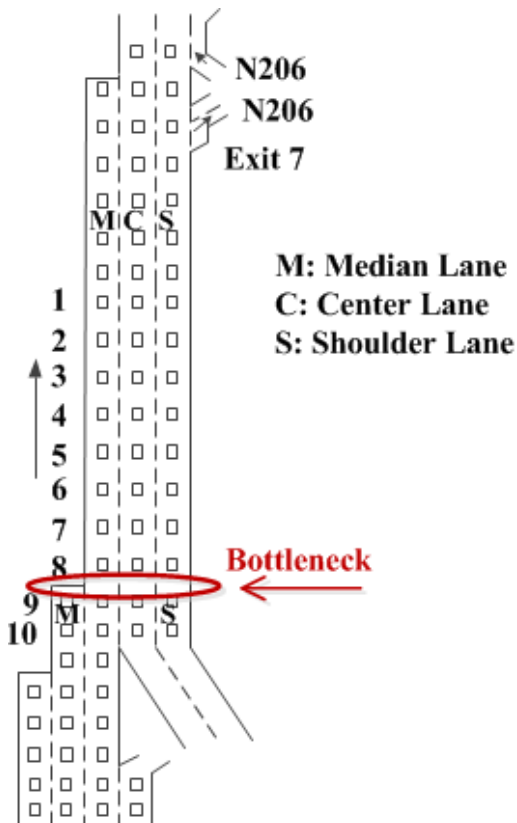 N206
N206
Exit 7
M C S
M: Median Lane
C: Center Lane
S: Shoulder Lane
1
2
3
4
5
6
7
8
Bottleneck
9
M S
10